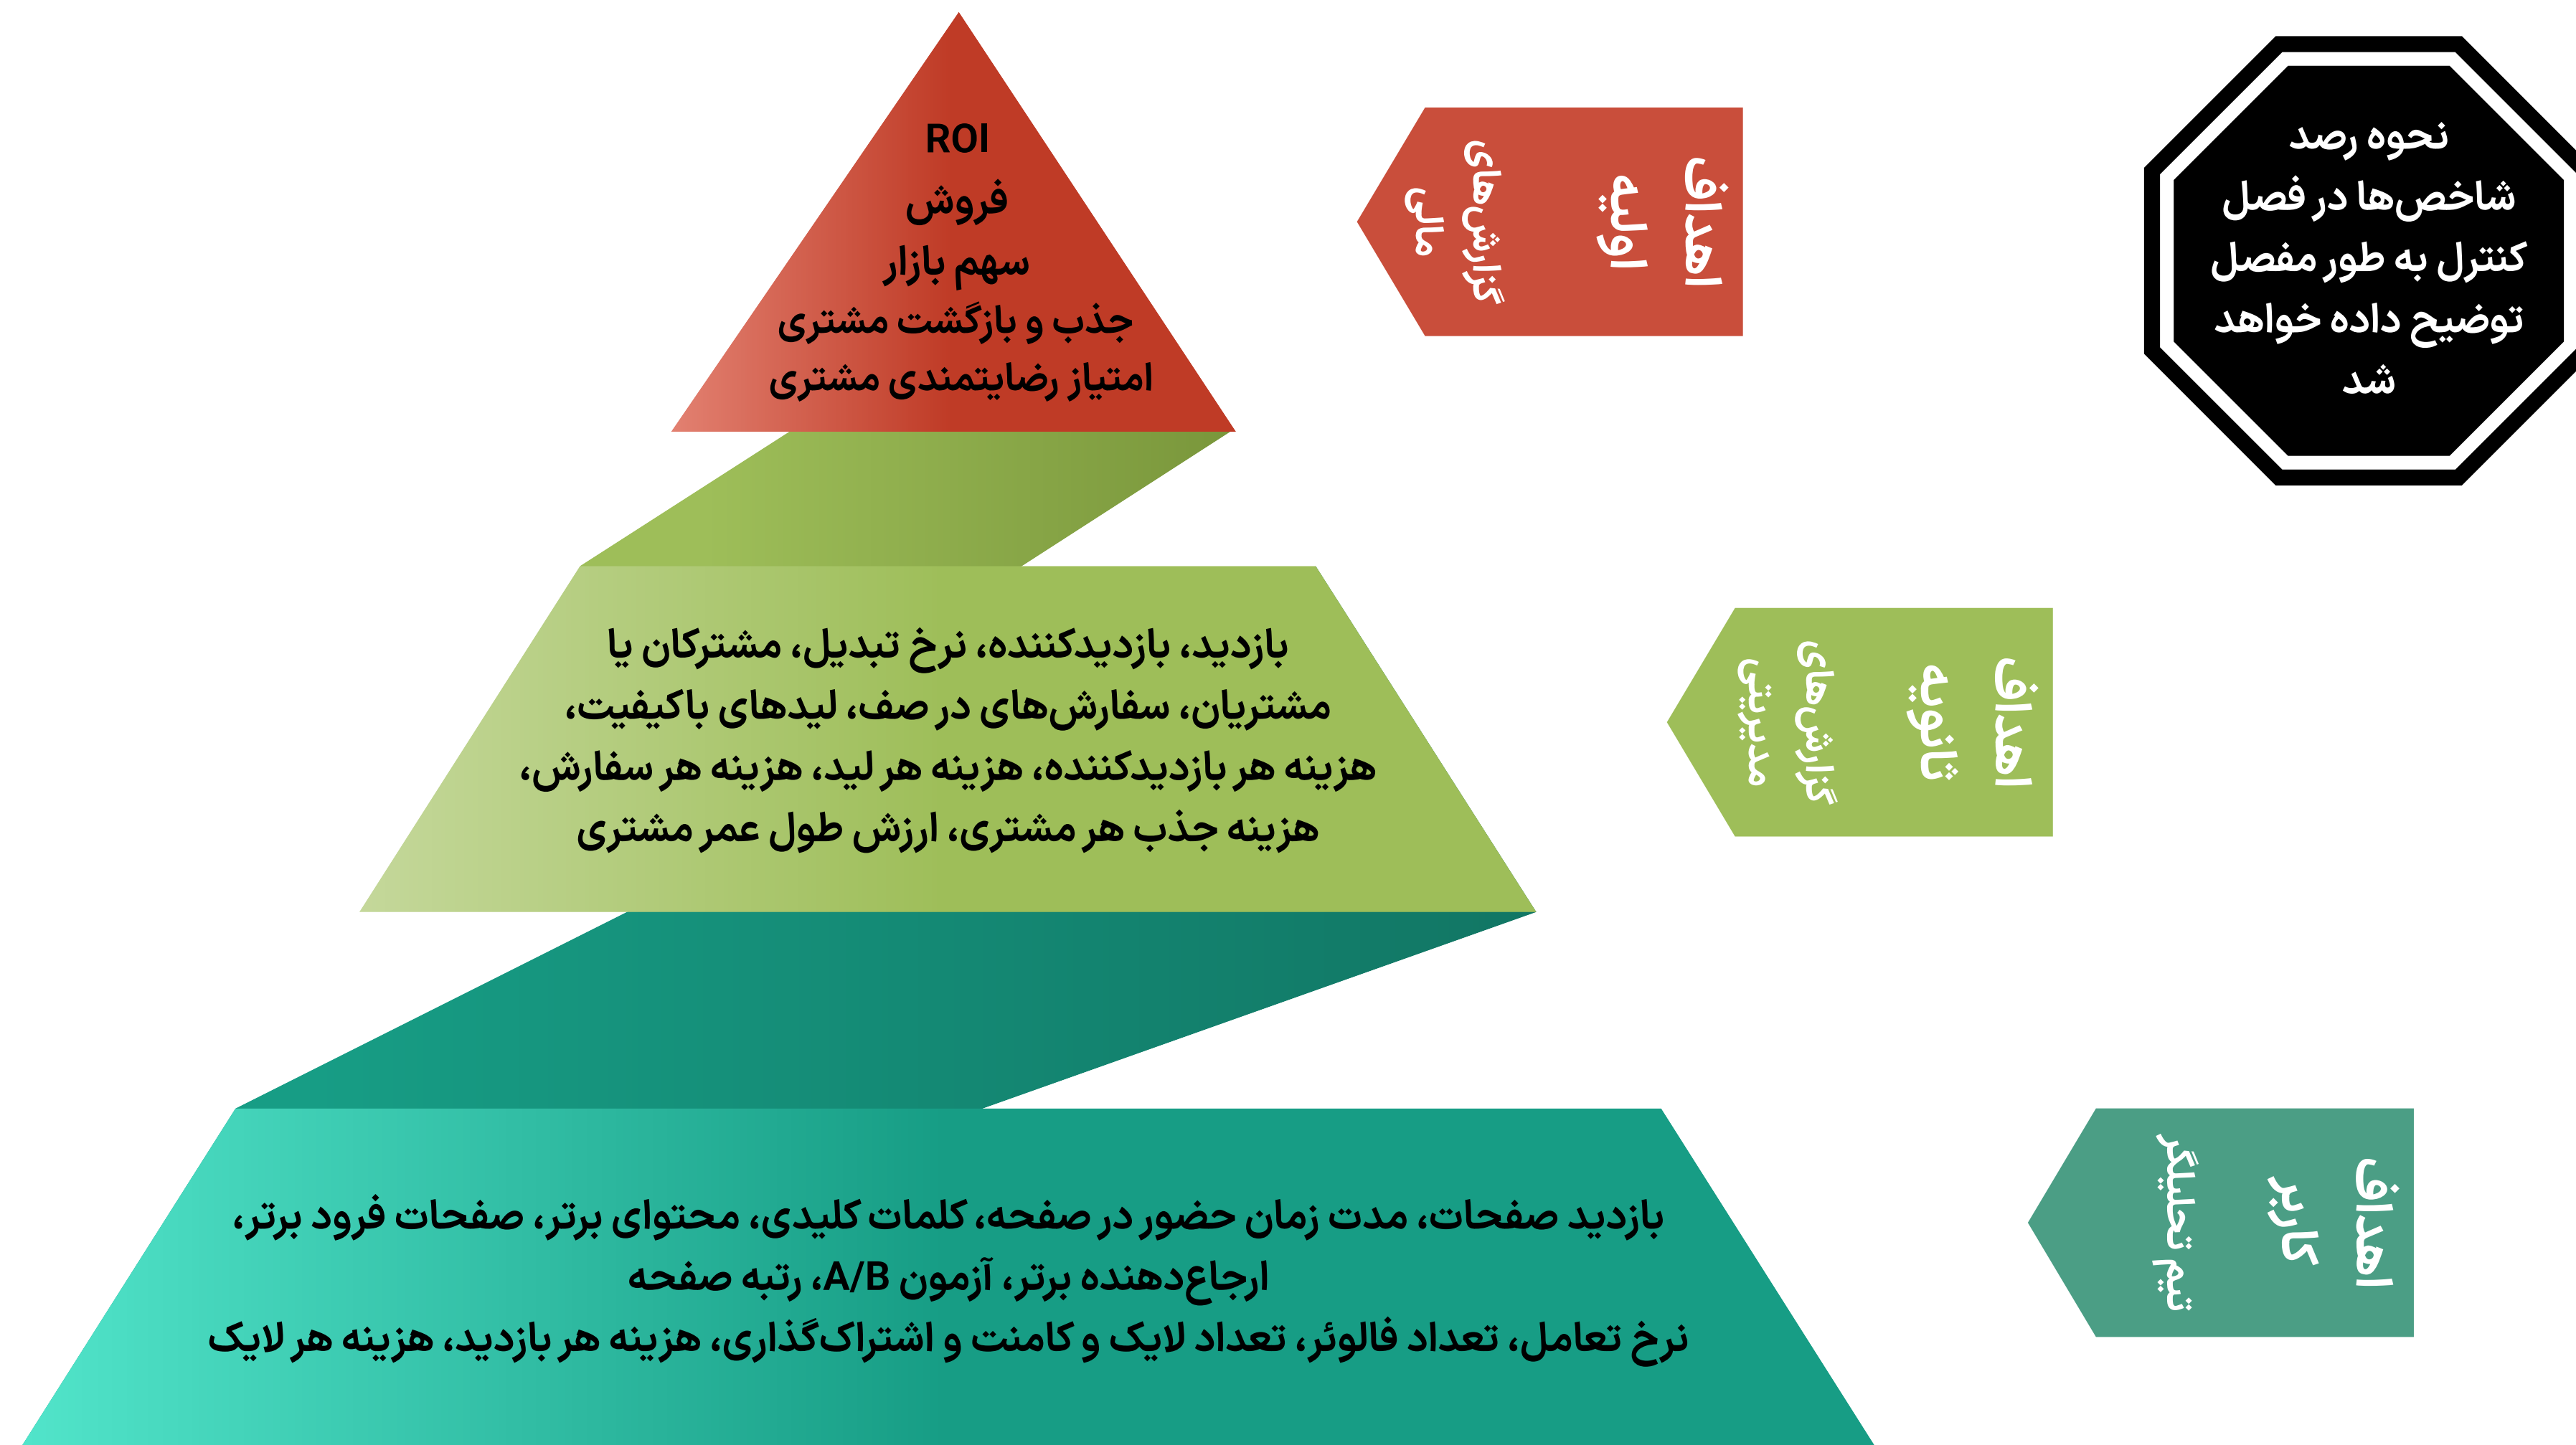 ROI
فروش
سهم بازار
جذب و بازگشت مشتری
امتیاز رضایتمندی مشتری
اهداف
اولیه
گزارش‌های
مالی
نحوه رصد
شاخص‌ها در فصل
کنترل به طور مفصل
توضیح داده خواهد
شد
بازدید، بازدیدکننده، نرخ تبدیل، مشترکان یا
مشتریان، سفارش‌های در صف، لیدهای باکیفیت،
هزینه هر بازدیدکننده، هزینه هر لید، هزینه هر سفارش،
هزینه جذب هر مشتری، ارزش طول عمر مشتری
اهداف
ثانویه
گزارش‌های
مدیریتی
بازدید صفحات، مدت زمان حضور در صفحه، کلمات کلیدی، محتوای برتر، صفحات فرود برتر،
ارجاع‌دهنده برتر، آزمون A/B، رتبه صفحه
نرخ تعامل، تعداد فالوئر، تعداد لایک و کامنت و اشتراک‌گذاری، هزینه هر بازدید، هزینه هر لایک
اهداف
کاربر
تیم تحلیلگر